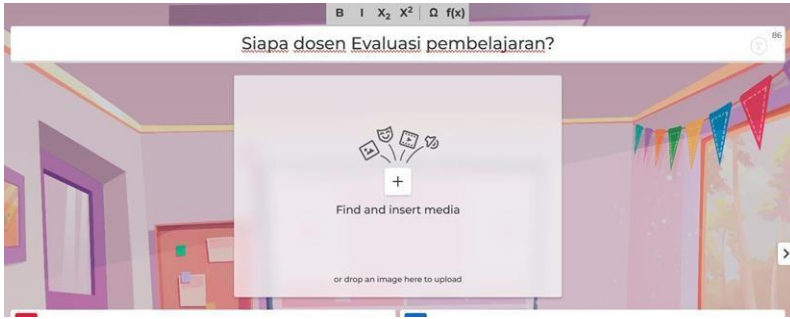 B I X₂ X² Ω f(x)
Siapa dosen Evaluasi pembelajaran?
86
+
Find and insert media
or drop an image here to upload